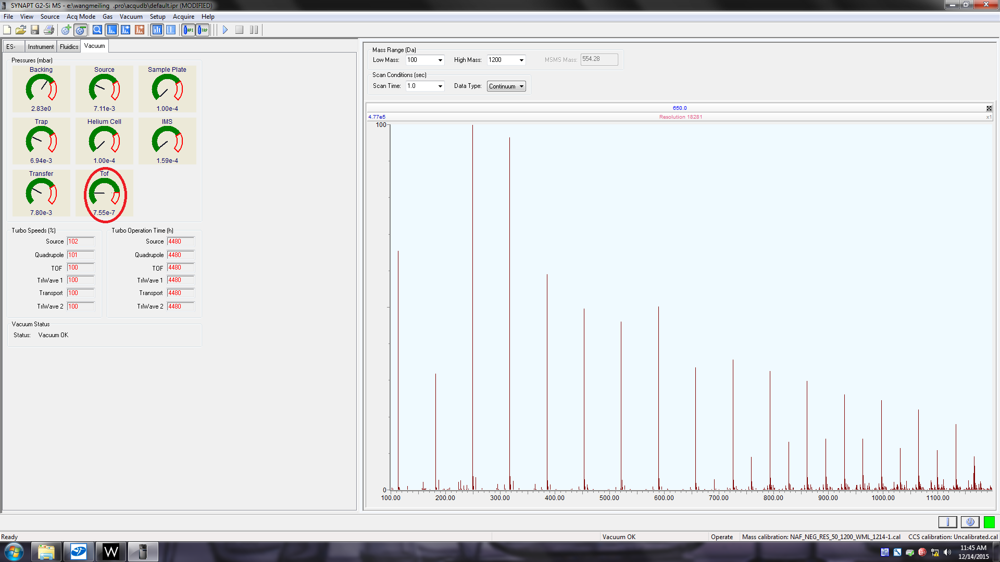 SYNAPT G2-Si MS - e:\wangmeiling .pro\acqudb\default.ipr (MODIFIED)
File View Source Acq Mode Gas Vacuum Setup Acquire Help
API TRP
ES- Instrument Fluidics Vacuum
Pressures (mbar)
Backing Source Sample Plate
2.83e0 7.11e-3 1.00e-4
Trap Helium Cell IMS
6.94e-3 1.00e-4 1.59e-4
Transfer Tof
7.80e-3 7.55e-7
Turbo Speeds (%)
Source 102
Quadrupole 101
TOF 100
TriWave 1 100
Transport 100
TriWave 2 100
Turbo Operation Time (h)
Source 4480
Quadrupole 4480
TOF 4480
TriWave 1 4480
Transport 4480
TriWave 2 4480
Vacuum Status
Status: Vacuum OK
Mass Range (Da)
Low Mass: 100 High Mass: 1200 MSMS Mass: 554.28
Scan Conditions (sec)
Scan Time: 1.0 Data Type: Continuum
650.0
4.77e5 Resolution 18281 x1
100
0
100.00 200.00 300.00 400.00 500.00 600.00 700.00 800.00 900.00 1000.00 1100.00
Ready Vacuum OK Operate Mass calibration: NAF_NEG_RES_50_1200_WML_1214-1.cal CCS calibration: Uncalibrated.cal
W
11:45 AM
12/14/2015